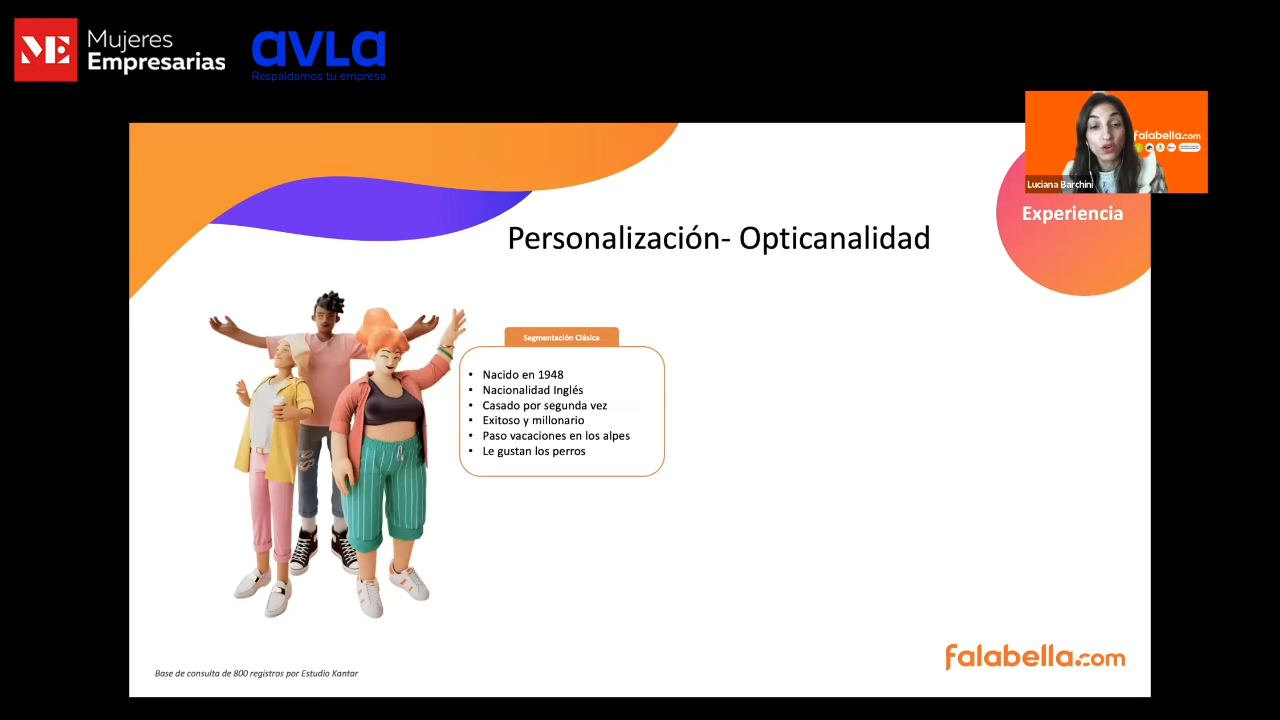 ME
Mujeres
Empresarias
avla
Respaldamos tu empresa
falabella.com
Luciana Barchini
Experiencia
Personalización- Opticanalidad
Segmentación Clásica
• Nacido en 1948
• Nacionalidad Inglés
• Casado por segunda vez
• Exitoso y millonario
• Paso vacaciones en los alpes
• Le gustan los perros
falabella.com
Base de consulta de 800 registros por Estudio Kantar